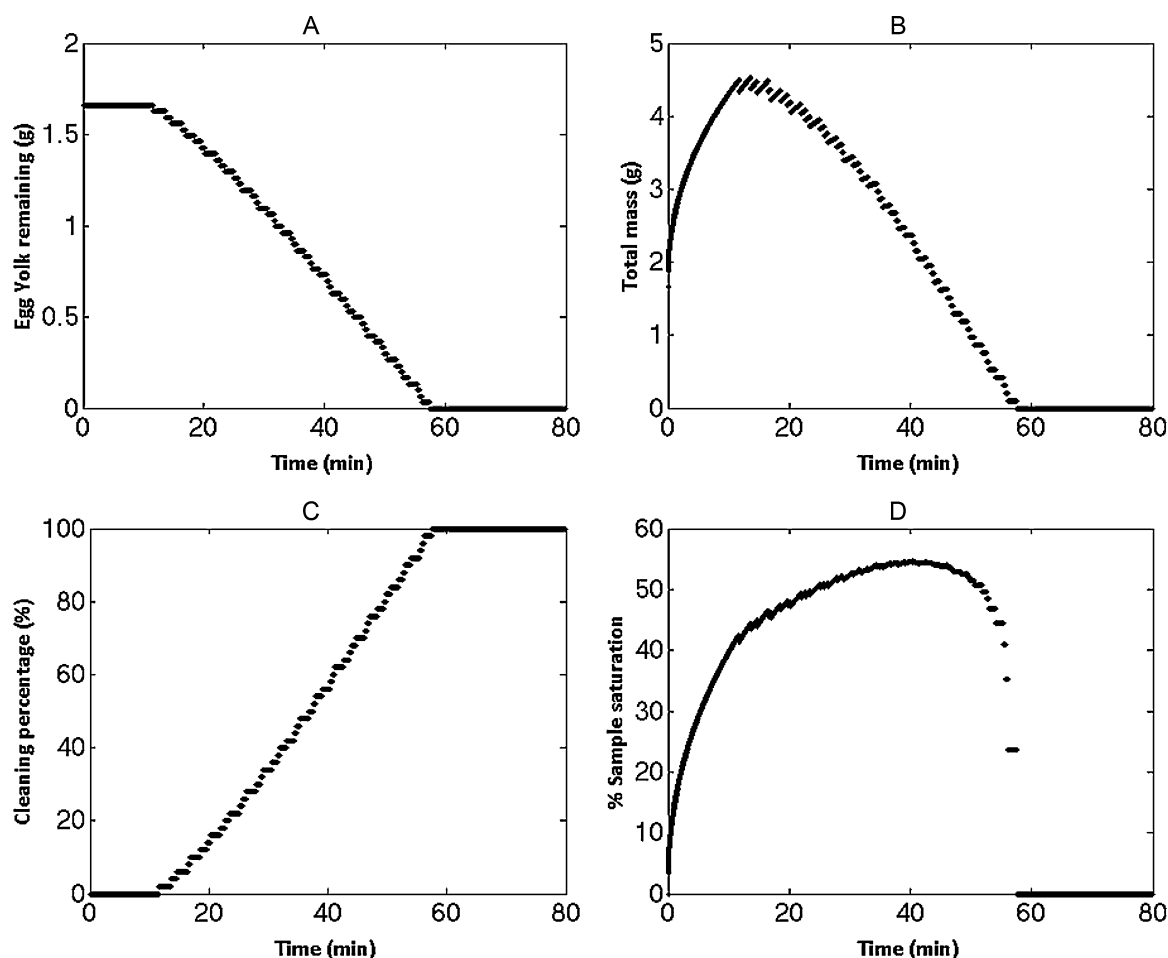 A
Egg Yolk remaining (g)
2
1.5
1
0.5
0
0 20 40 60 80
Time (min)
B
Total mass (g)
5
4
3
2
1
0
0 20 40 60 80
Time (min)
C
Cleaning percentage (%)
100
80
60
40
20
0
0 20 40 60 80
Time (min)
D
% Sample saturation
60
50
40
30
20
10
0
0 20 40 60 80
Time (min)